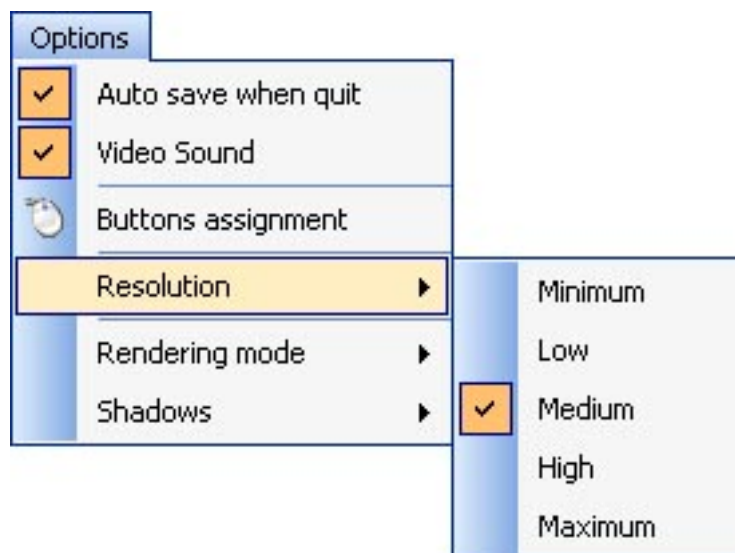 Options
Auto save when quit
Video Sound
Buttons assignment
Resolution
Rendering mode
Shadows
Minimum
Low
Medium
High
Maximum